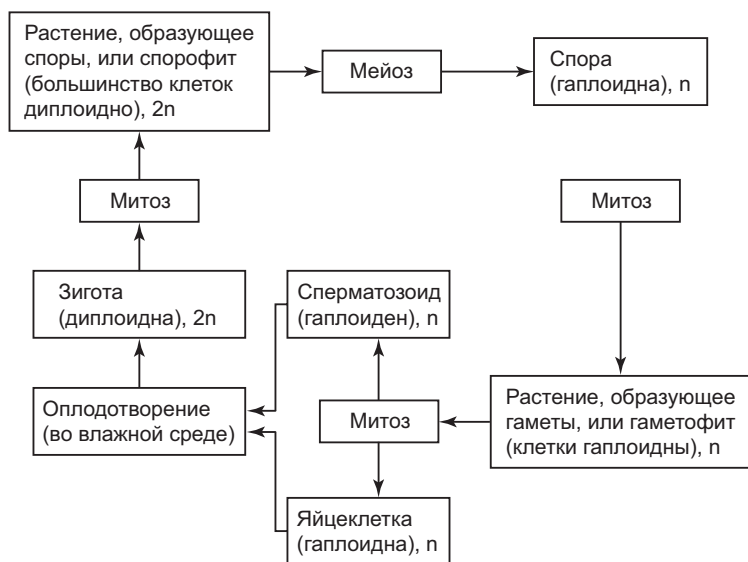 Растение, образующее
споры, или спорофит
(большинство клеток
диплоидно), 2n
Мейоз
Спора
(гаплоидна), n
Митоз
Митоз
Зигота
(диплоидна), 2n
Сперматозоид
(гаплоиден), n
Оплодотворение
(во влажной среде)
Митоз
Растение, образующее
гаметы, или гаметофит
(клетки гаплоидны), n
Яйцеклетка
(гаплоидна), n